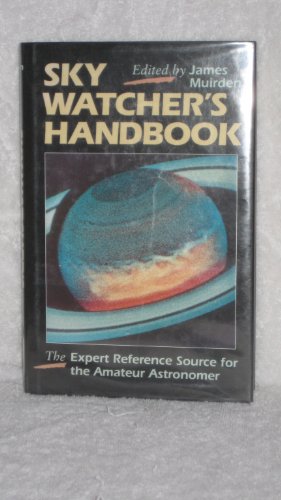 SKY
Edited by James
Muirden
WATCHER'S
HANDBOOK
The Expert Reference Source for
the Amateur Astronomer